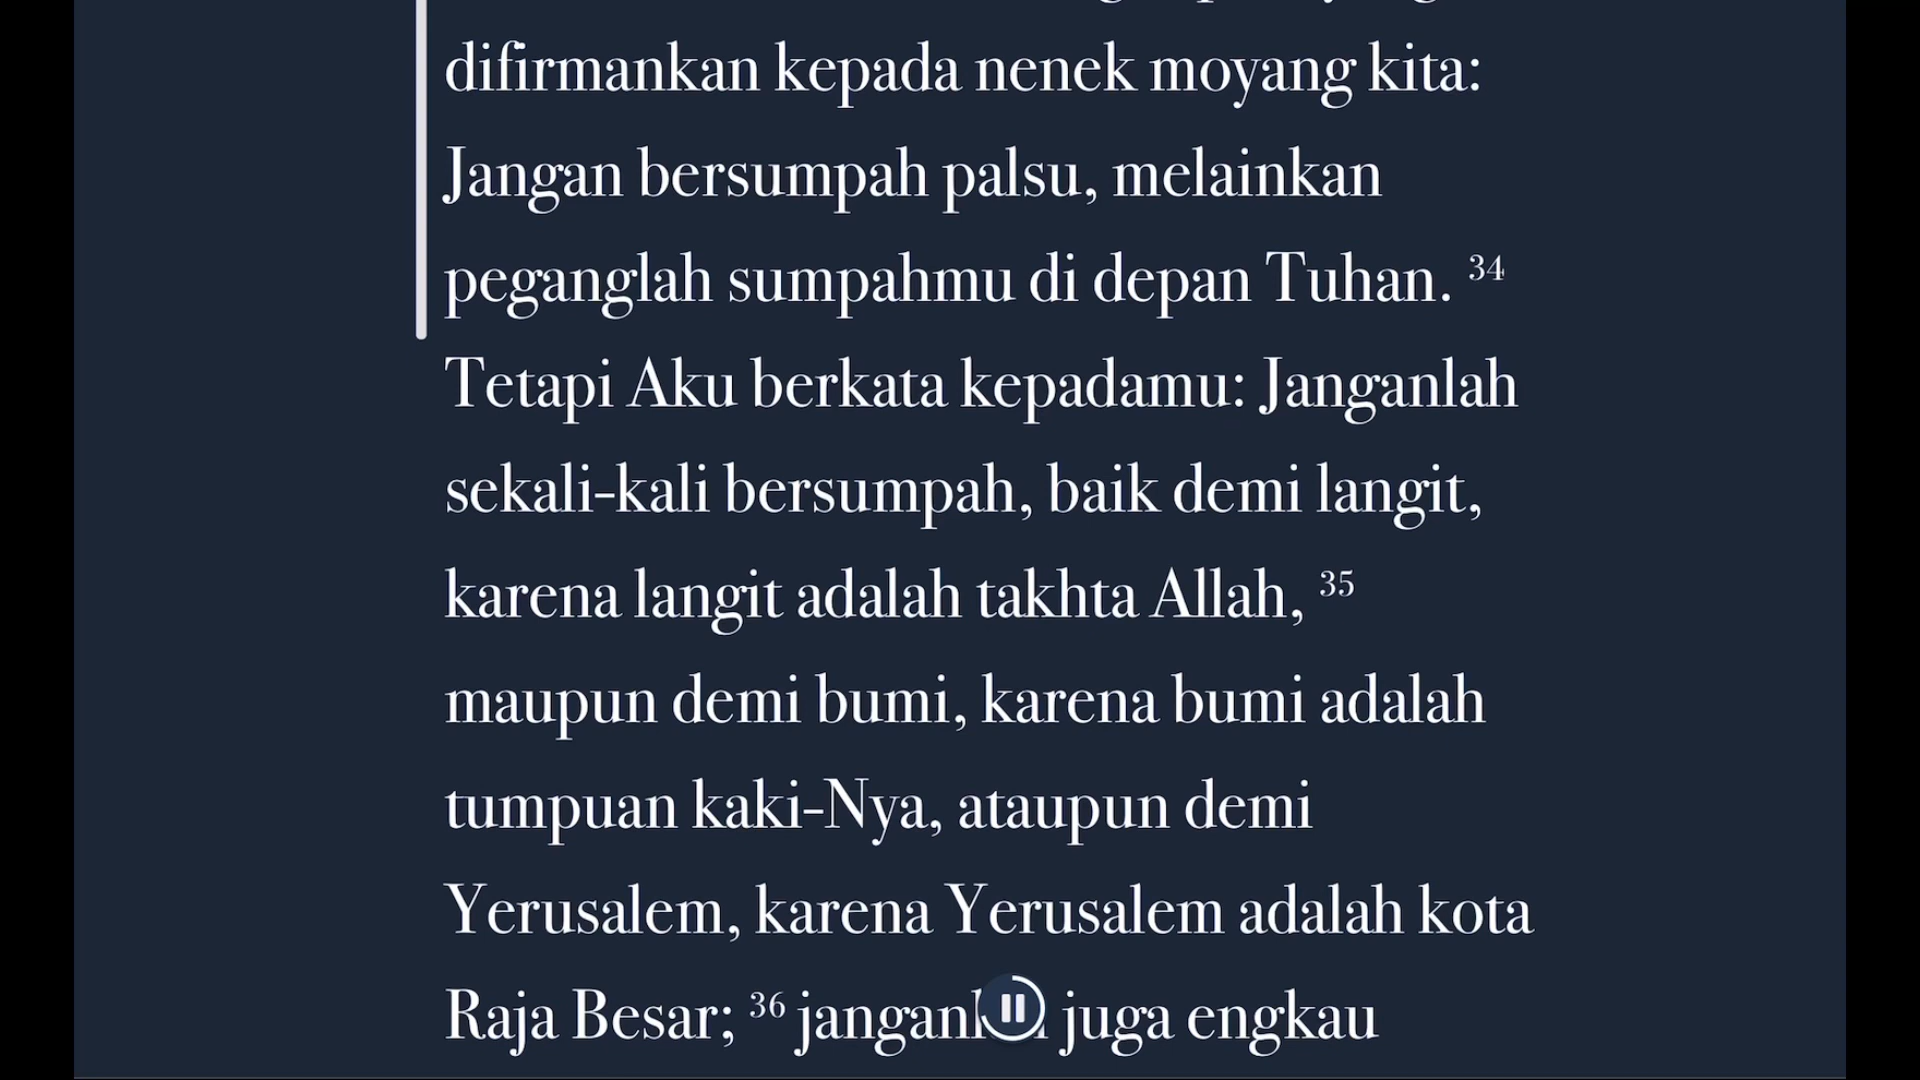 difirmankan kepada nenek moyang kita:
Jangan bersumpah palsu, melainkan
peganglah sumpahmu di depan Tuhan. 34
Tetapi Aku berkata kepadamu: Janganlah
sekali-kali bersumpah, baik demi langit,
karena langit adalah takhta Allah, 35
maupun demi bumi, karena bumi adalah
tumpuan kaki-Nya, ataupun demi
Yerusalem, karena Yerusalem adalah kota
Raja Besar; 36 juga engkau